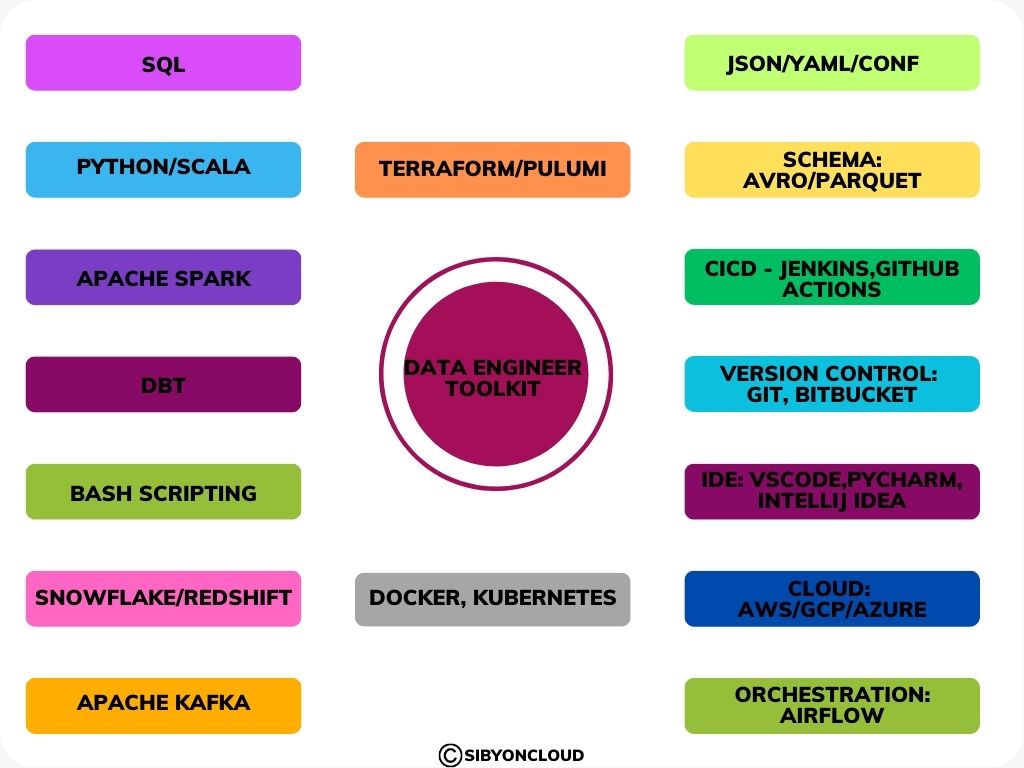 SQL
PYTHON/SCALA
APACHE SPARK
DBT
BASH SCRIPTING
SNOWFLAKE/REDSHIFT
APACHE KAFKA
TERRAFORM/PULUMI
DATA ENGINEER
TOOLKIT
DOCKER, KUBERNETES
JSON/YAML/CONF
SCHEMA:
AVRO/PARQUET
CICD - JENKINS,GITHUB
ACTIONS
VERSION CONTROL:
GIT, BITBUCKET
IDE: VSCODE,PYCHARM,
INTELLIJ IDEA
CLOUD:
AWS/GCP/AZURE
ORCHESTRATION:
AIRFLOW
©SIBYONCLOUD